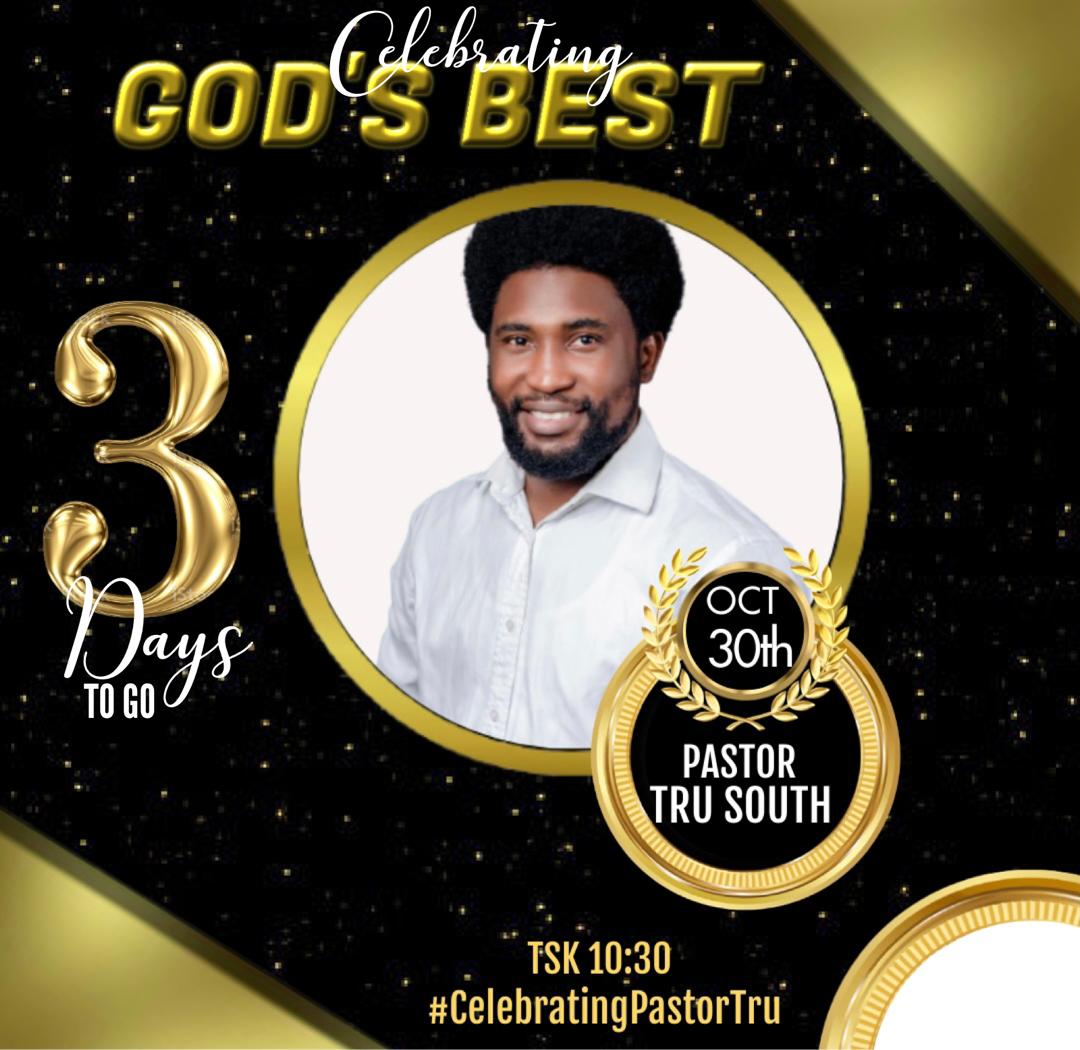 Celebrating
GOD'S BEST
3
Days
TO GO
OCT
30th
PASTOR
TRU SOUTH
TSK 10:30
#CelebratingPastorTru